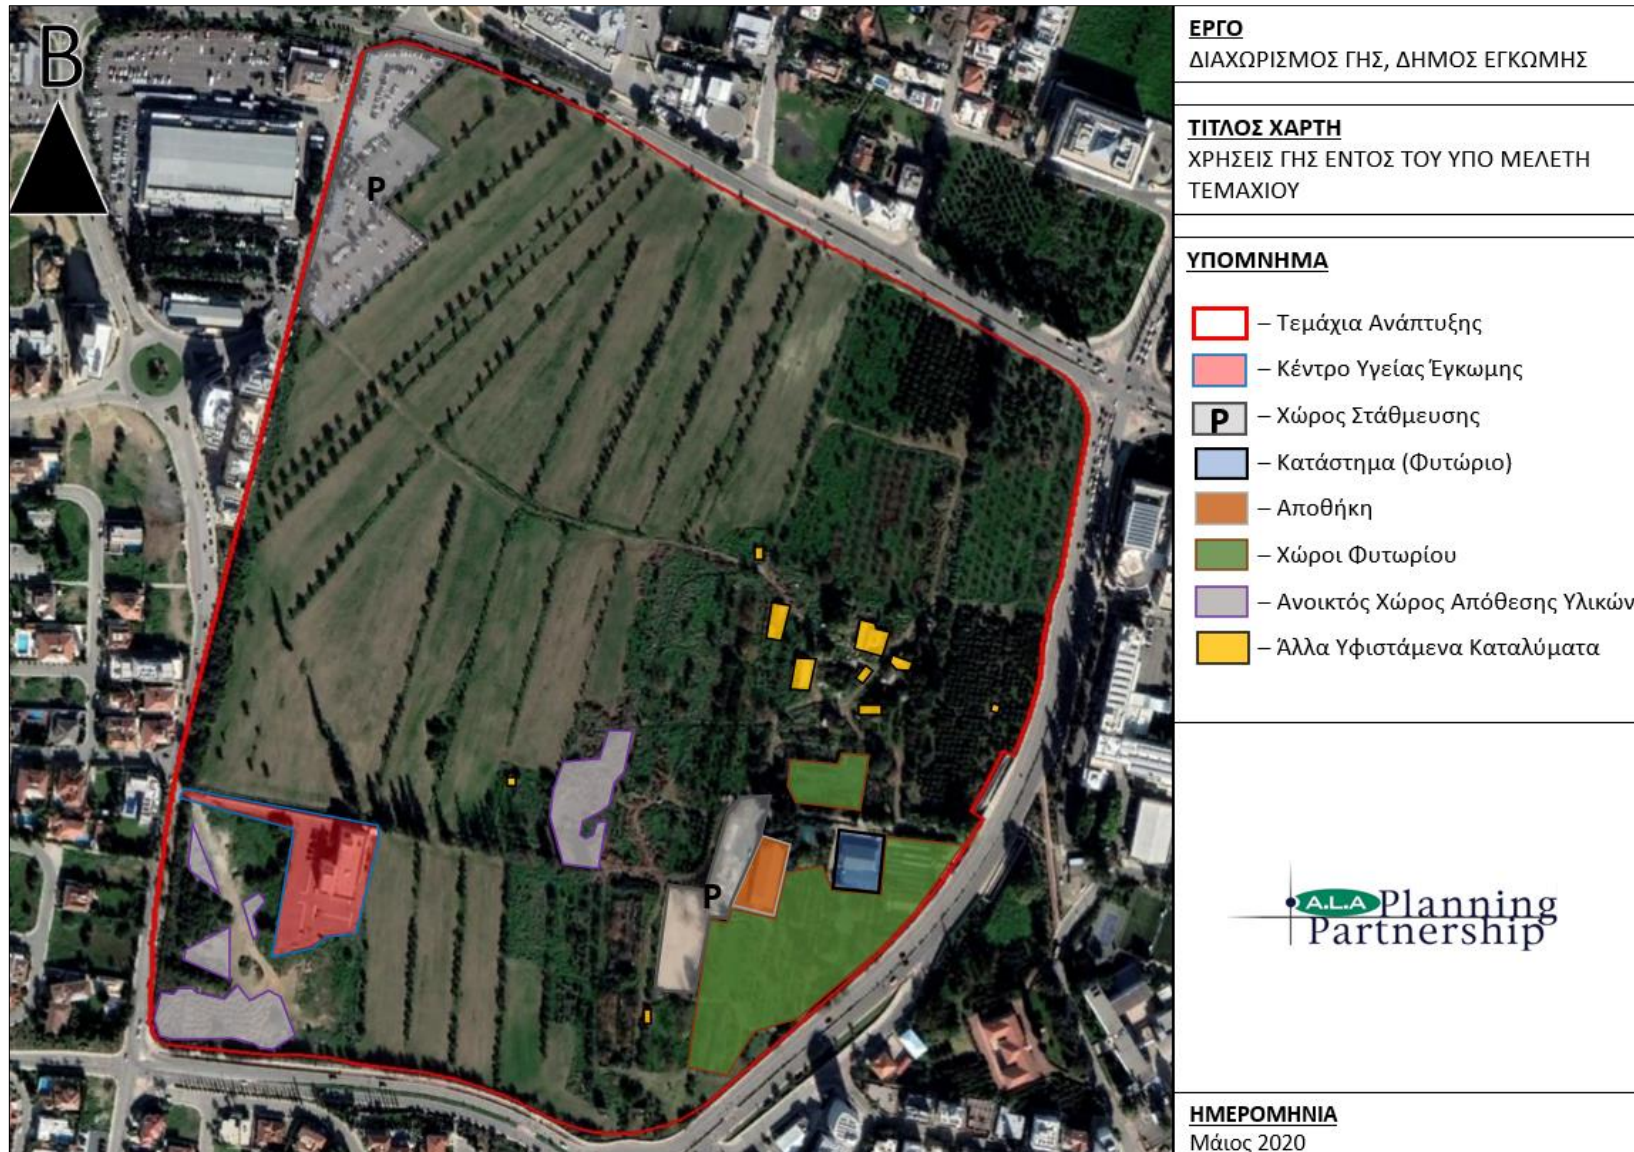 B
P
P
ΕΡΓΟ
ΔΙΑΧΩΡΙΣΜΟΣ ΓΗΣ, ΔΗΜΟΣ ΕΓΚΩΜΗΣ
ΤΙΤΛΟΣ ΧΑΡΤΗ
ΧΡΗΣΕΙΣ ΓΗΣ ΕΝΤΟΣ ΤΟΥ ΥΠΟ ΜΕΛΕΤΗ
ΤΕΜΑΧΙΟΥ
ΥΠΟΜΝΗΜΑ
– Τεμάχια Ανάπτυξης
– Κέντρο Υγείας Έγκωμης
P – Χώρος Στάθμευσης
– Κατάστημα (Φυτώριο)
– Αποθήκη
– Χώροι Φυτωρίου
– Ανοικτός Χώρος Απόθεσης Υλικών
– Άλλα Υφιστάμενα Καταλύματα
A.L.A Planning
Partnership
ΗΜΕΡΟΜΗΝΙΑ
Μάιος 2020